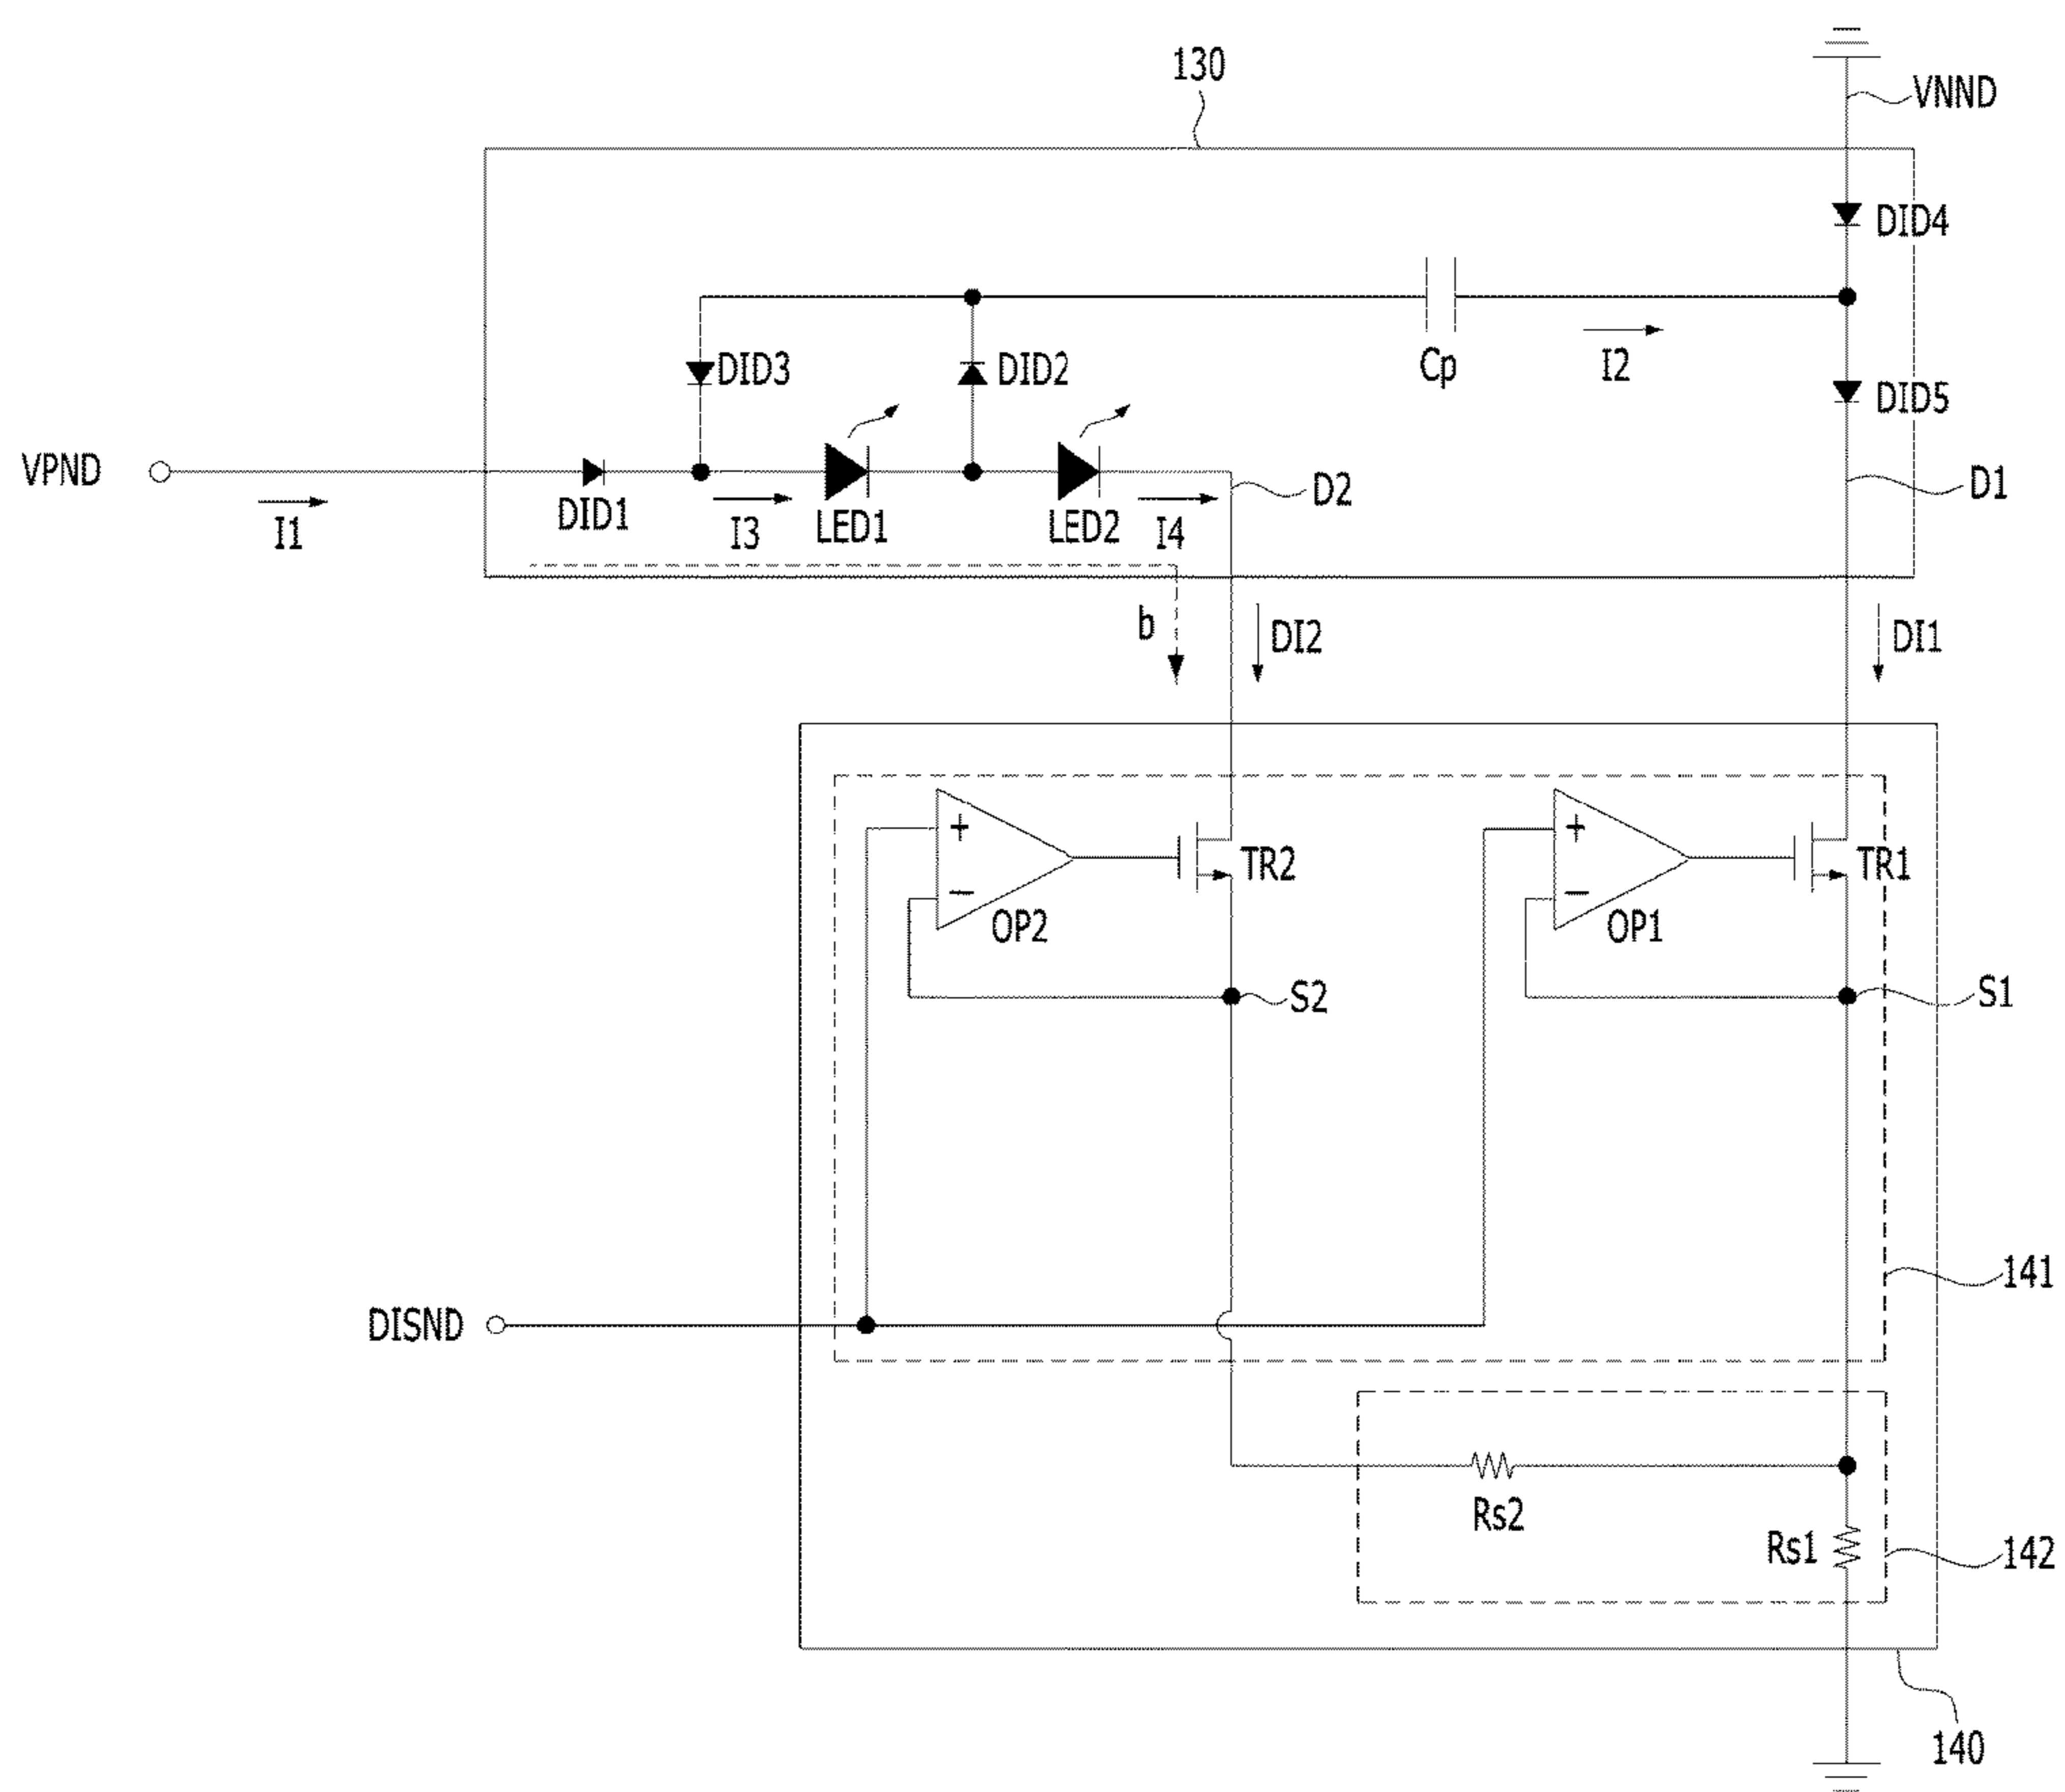 130
VNND
DID4
DID3
DID2
Cp
I2
DID5
VPND
I1
DID1
I3
LED1
LED2
I4
D2
D1
b
DI2
DI1
+
-
OP2
TR2
+
-
OP1
TR1
S2
S1
141
DISND
Rs2
Rs1
142
140